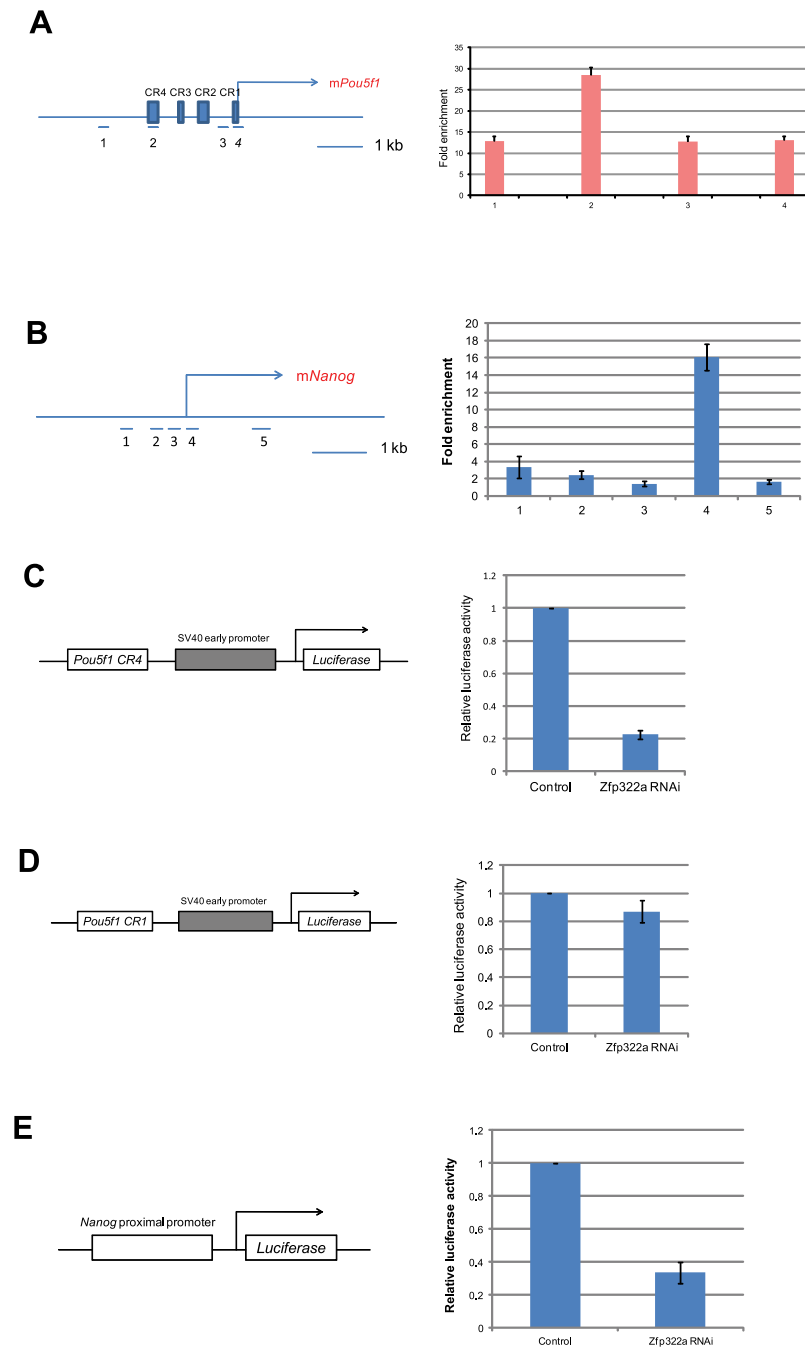 A
CR4 CR3 CR2 CR1
mPou5f1
1 2 3 4
1 kb
Fold enrichment
35
30
25
20
15
10
5
0
1 2 3 4
B
mNanog
1 2 3 4 5
1 kb
Fold enrichment
20
18
16
14
12
10
8
6
4
2
0
1 2 3 4 5
C
Pou5f1 CR4
SV40 early promoter
Luciferase
Relative luciferase activity
1.2
1
0.8
0.6
0.4
0.2
0
Control Zfp322a RNAi
D
Pou5f1 CR1
SV40 early promoter
Luciferase
Relative luciferase activity
1.2
1
0.8
0.6
0.4
0.2
0
Control Zfp322a RNAi
E
Nanog proximal promoter
Luciferase
Relative luciferase activity
1.2
1
0.8
0.6
0.4
0.2
0
Control Zfp322a RNAi